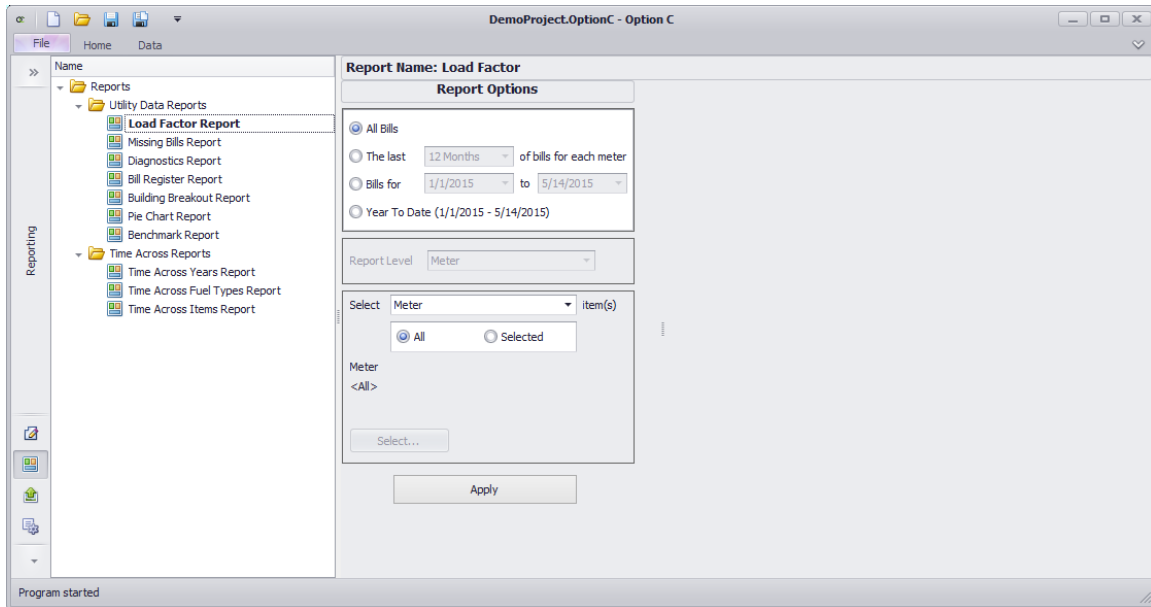 DemoProject.OptionC - Option C
File Home Data
Name
Reports
Utility Data Reports
Load Factor Report
Missing Bills Report
Diagnostics Report
Bill Register Report
Building Breakout Report
Pie Chart Report
Benchmark Report
Time Across Reports
Time Across Years Report
Time Across Fuel Types Report
Time Across Items Report
Reporting
Report Name: Load Factor
Report Options
All Bills
The last 12 Months of bills for each meter
Bills for 1/1/2015 to 5/14/2015
Year To Date (1/1/2015 - 5/14/2015)
Report Level Meter
Select Meter item(s)
All Selected
Meter
<All>
Select...
Apply
Program started